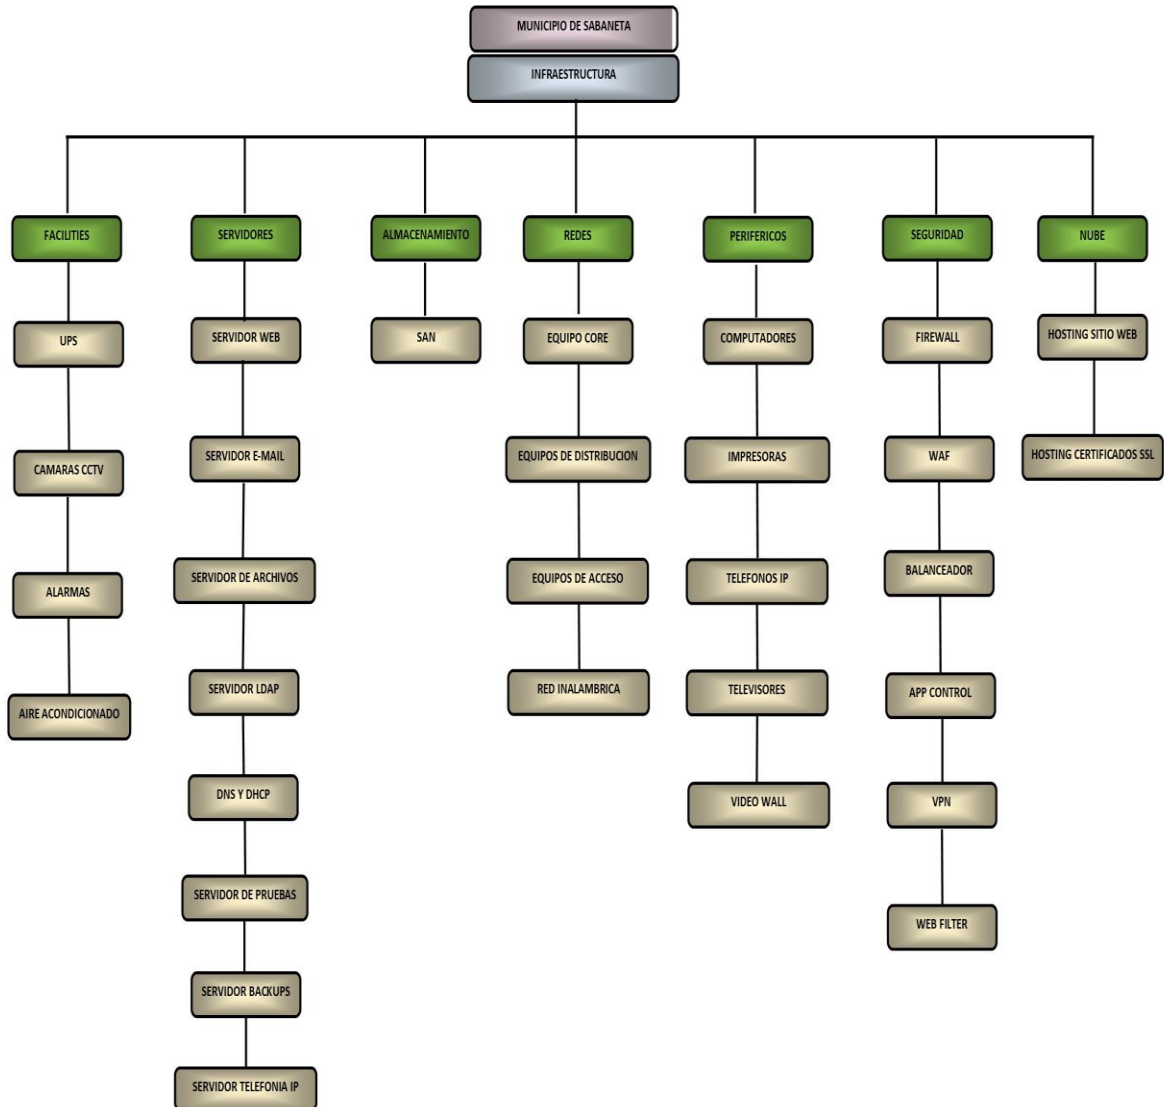 MUNICIPIO DE SABANETA
INFRAESTRUCTURA
FACILITIES
SERVIDORES
ALMACENAMIENTO
REDES
PERIFERICOS
SEGURIDAD
NUBE
UPS
SERVIDOR WEB
SAN
EQUIPO CORE
COMPUTADORES
FIREWALL
HOSTING SITIO WEB
CAMARAS CCTV
SERVIDOR E-MAIL
EQUIPOS DE DISTRIBUCION
IMPRESORAS
WAF
HOSTING CERTIFICADOS SSL
ALARMAS
SERVIDOR DE ARCHIVOS
EQUIPOS DE ACCESO
TELEFONOS IP
BALANCEADOR
AIRE ACONDICIONADO
SERVIDOR LDAP
RED INALAMBRICA
TELEVISORES
APP CONTROL
DNS Y DHCP
VIDEO WALL
VPN
SERVIDOR DE PRUEBAS
WEB FILTER
SERVIDOR BACKUPS
SERVIDOR TELEFONIA IP